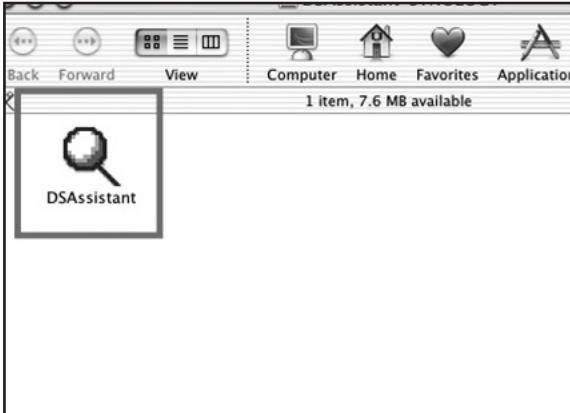 Back Forward View Computer Home Favorites Application
1 item, 7.6 MB available
DSAssistant